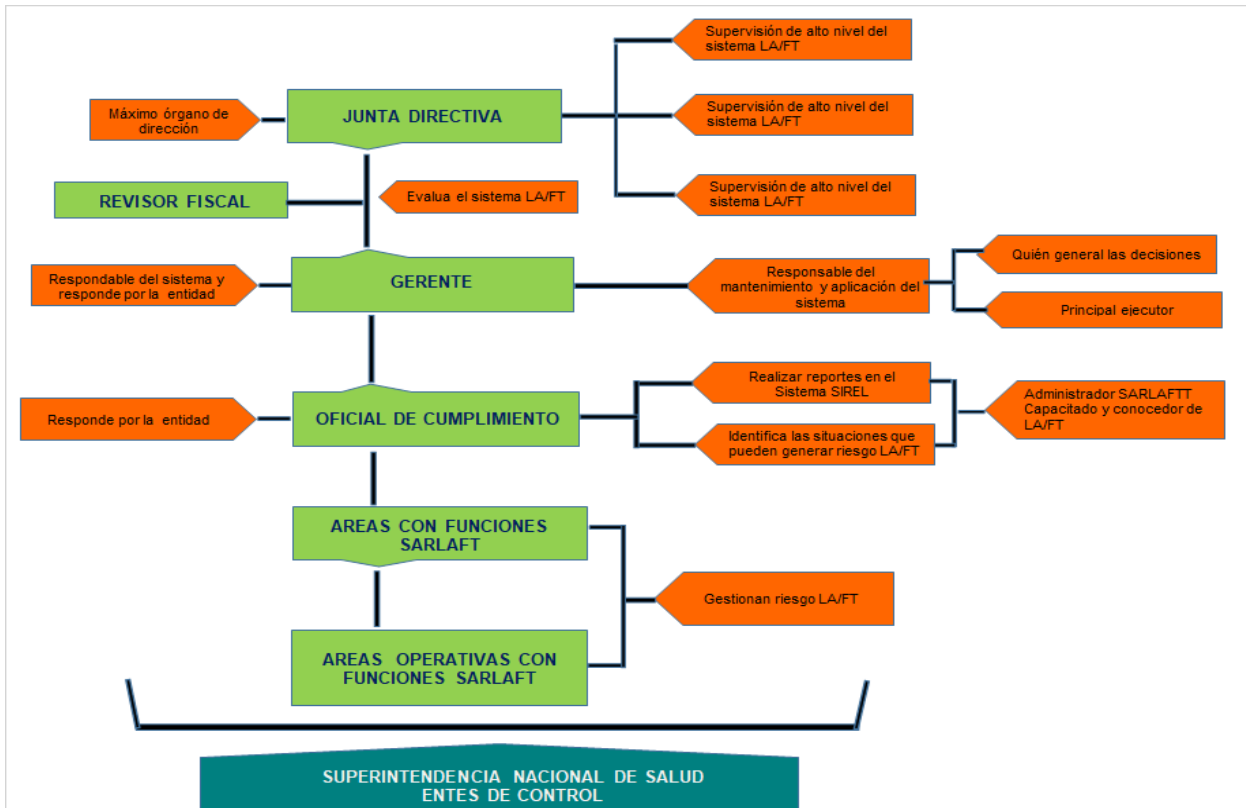 Supervisión de alto nivel del
sistema LA/FT
Máximo órgano de
dirección
JUNTA DIRECTIVA
Supervisión de alto nivel del
sistema LA/FT
REVISOR FISCAL
Evalua el sistema LA/FT
Supervisión de alto nivel del
sistema LA/FT
Respondable del sistema y
responde por la entidad
GERENTE
Responsable del
mantenimiento y aplicación del
sistema
Quién general las decisiones
Principal ejecutor
Responde por la entidad
OFICIAL DE CUMPLIMIENTO
Realizar reportes en el
Sistema SIREL
Identifica las situaciones que
pueden generar riesgo LA/FT
Administrador SARLAFTT
Capacitado y conocedor de
LA/FT
AREAS CON FUNCIONES
SARLAFT
Gestionan riesgo LA/FT
AREAS OPERATIVAS CON
FUNCIONES SARLAFT
SUPERINTENDENCIA NACIONAL DE SALUD
ENTES DE CONTROL